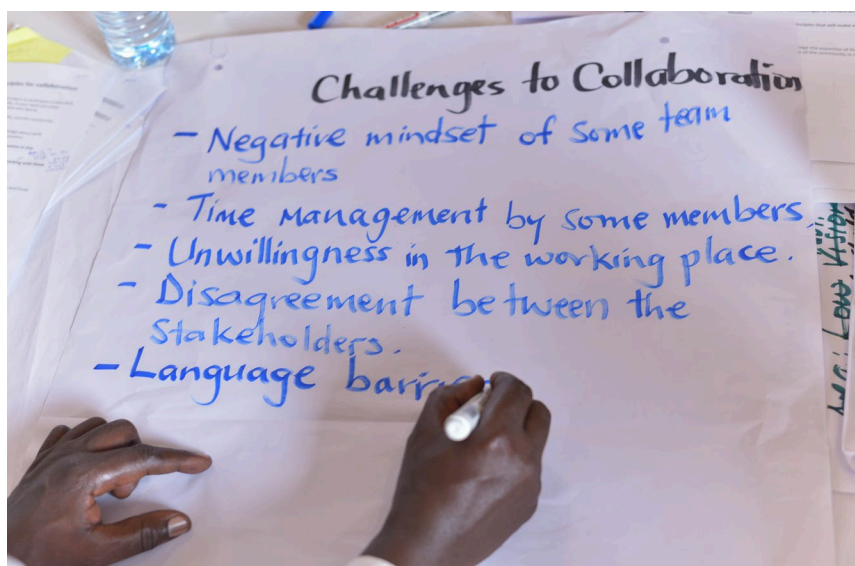 Challenges to Collaboration
- Negative mindset of some team
members
- Time management by some members,
- Unwillingness in the working place.
- Disagreement between the
Stakeholders.
- Language